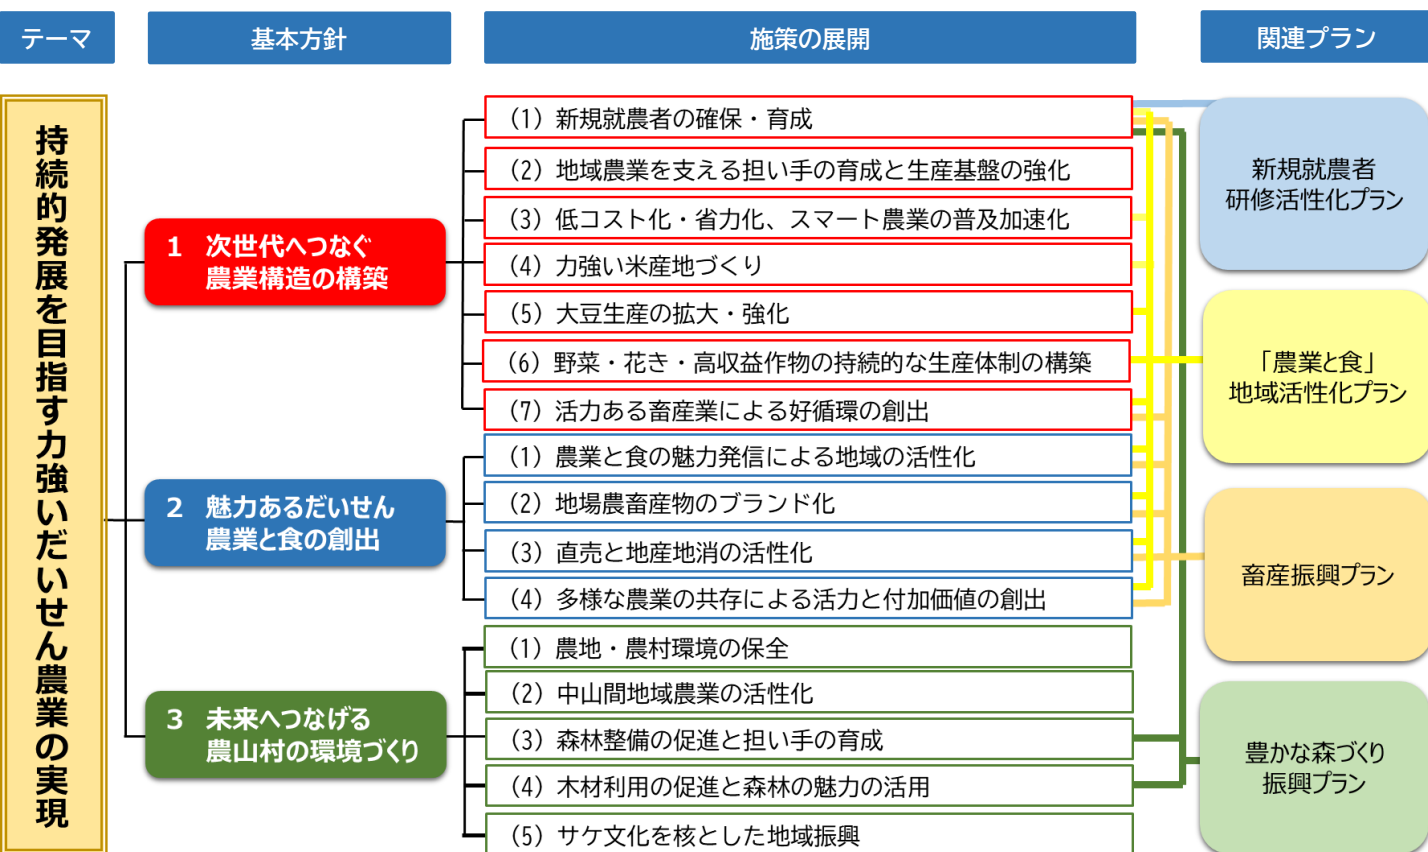 テーマ
基本方針
施策の展開
関連プラン
持続的発展を目指す力強いだいせん農業の実現
1 次世代へつなぐ
農業構造の構築
(1) 新規就農者の確保・育成
(2) 地域農業を支える担い手の育成と生産基盤の強化
(3) 低コスト化・省力化、スマート農業の普及加速化
(4) 力強い米産地づくり
(5) 大豆生産の拡大・強化
(6) 野菜・花き・高収益作物の持続的な生産体制の構築
(7) 活力ある畜産業による好循環の創出
2 魅力あるだいせん
農業と食の創出
(1) 農業と食の魅力発信による地域の活性化
(2) 地場農畜産物のブランド化
(3) 直売と地産地消の活性化
(4) 多様な農業の共存による活力と付加価値の創出
3 未来へつなげる
農山村の環境づくり
(1) 農地・農村環境の保全
(2) 中山間地域農業の活性化
(3) 森林整備の促進と担い手の育成
(4) 木材利用の促進と森林の魅力の活用
(5) サケ文化を核とした地域振興
新規就農者
研修活性化プラン
「農業と食」
地域活性化プラン
畜産振興プラン
豊かな森づくり
振興プラン